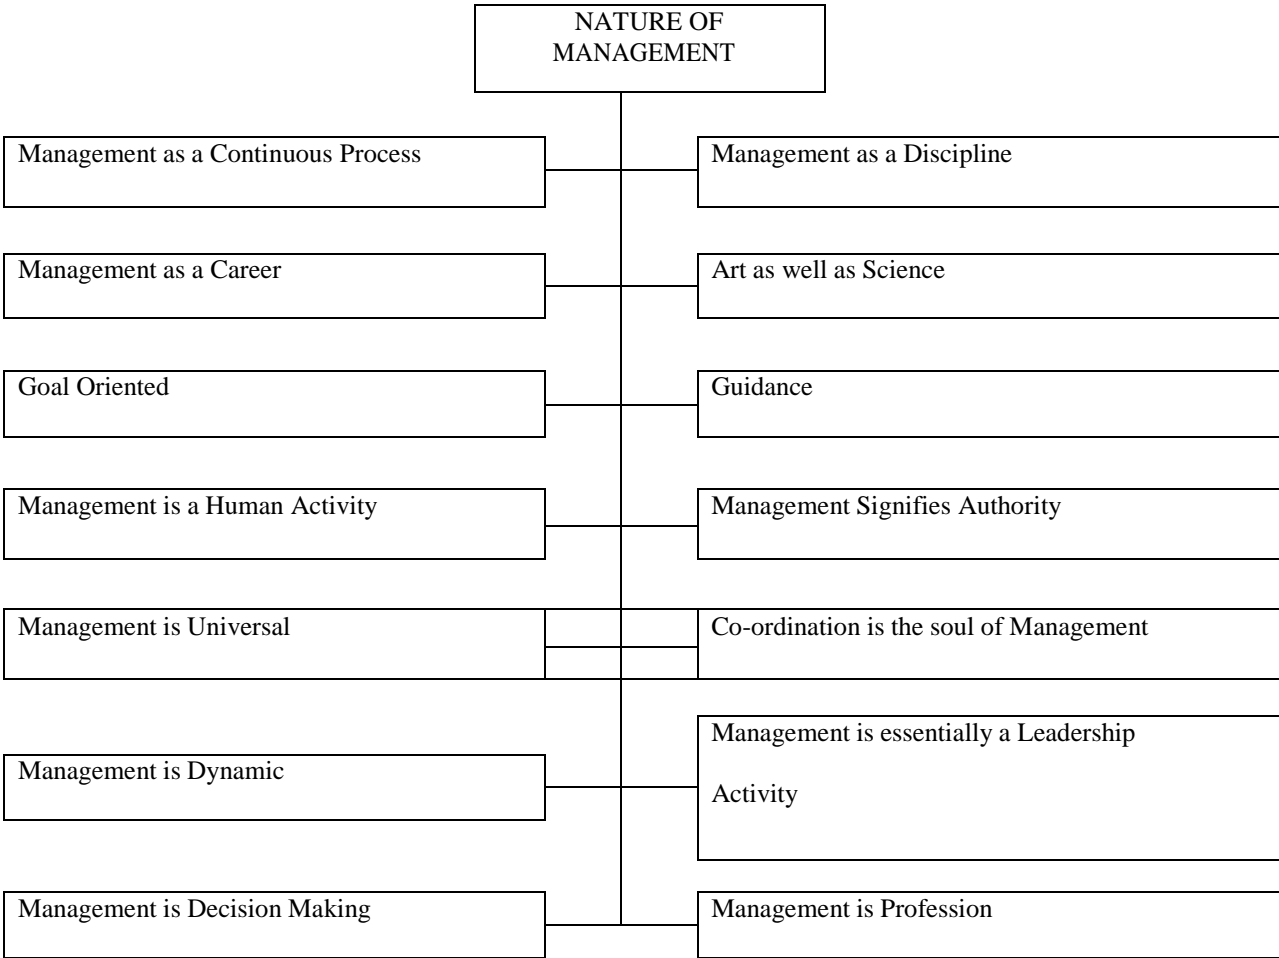 NATURE OF
MANAGEMENT
Management as a Continuous Process
Management as a Discipline
Management as a Career
Art as well as Science
Goal Oriented
Guidance
Management is a Human Activity
Management Signifies Authority
Management is Universal
Co-ordination is the soul of Management
Management is Dynamic
Management is essentially a Leadership
Activity
Management is Decision Making
Management is Profession